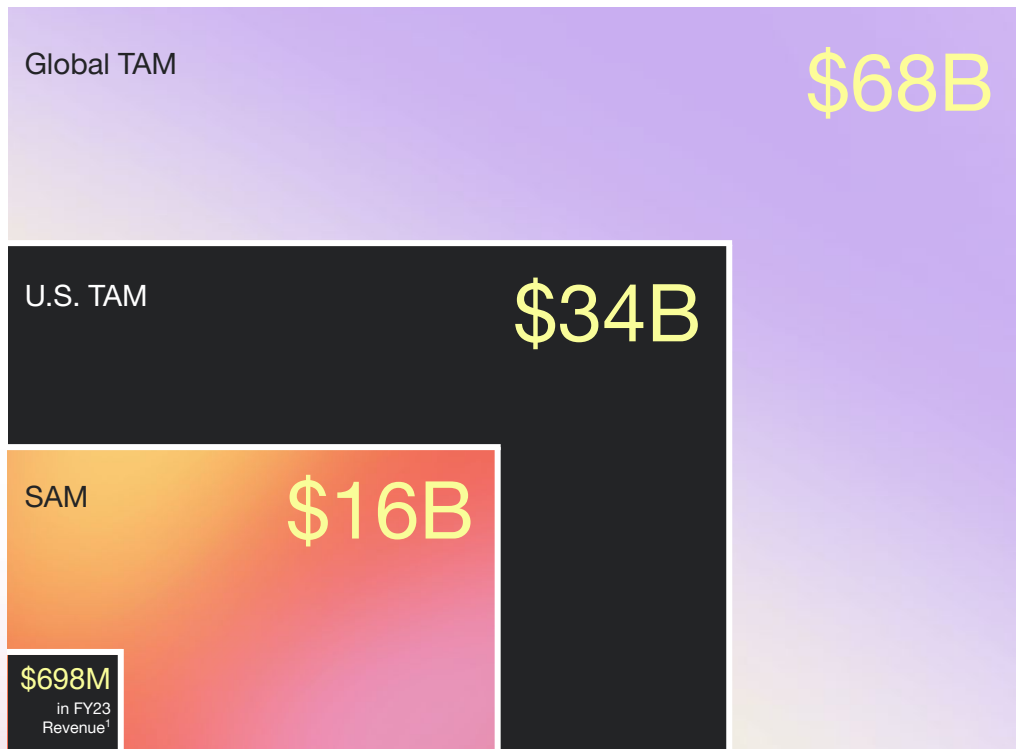 Global TAM
$68B
U.S. TAM
$34B
SAM
$16B
$698M
in FY23
Revenue¹